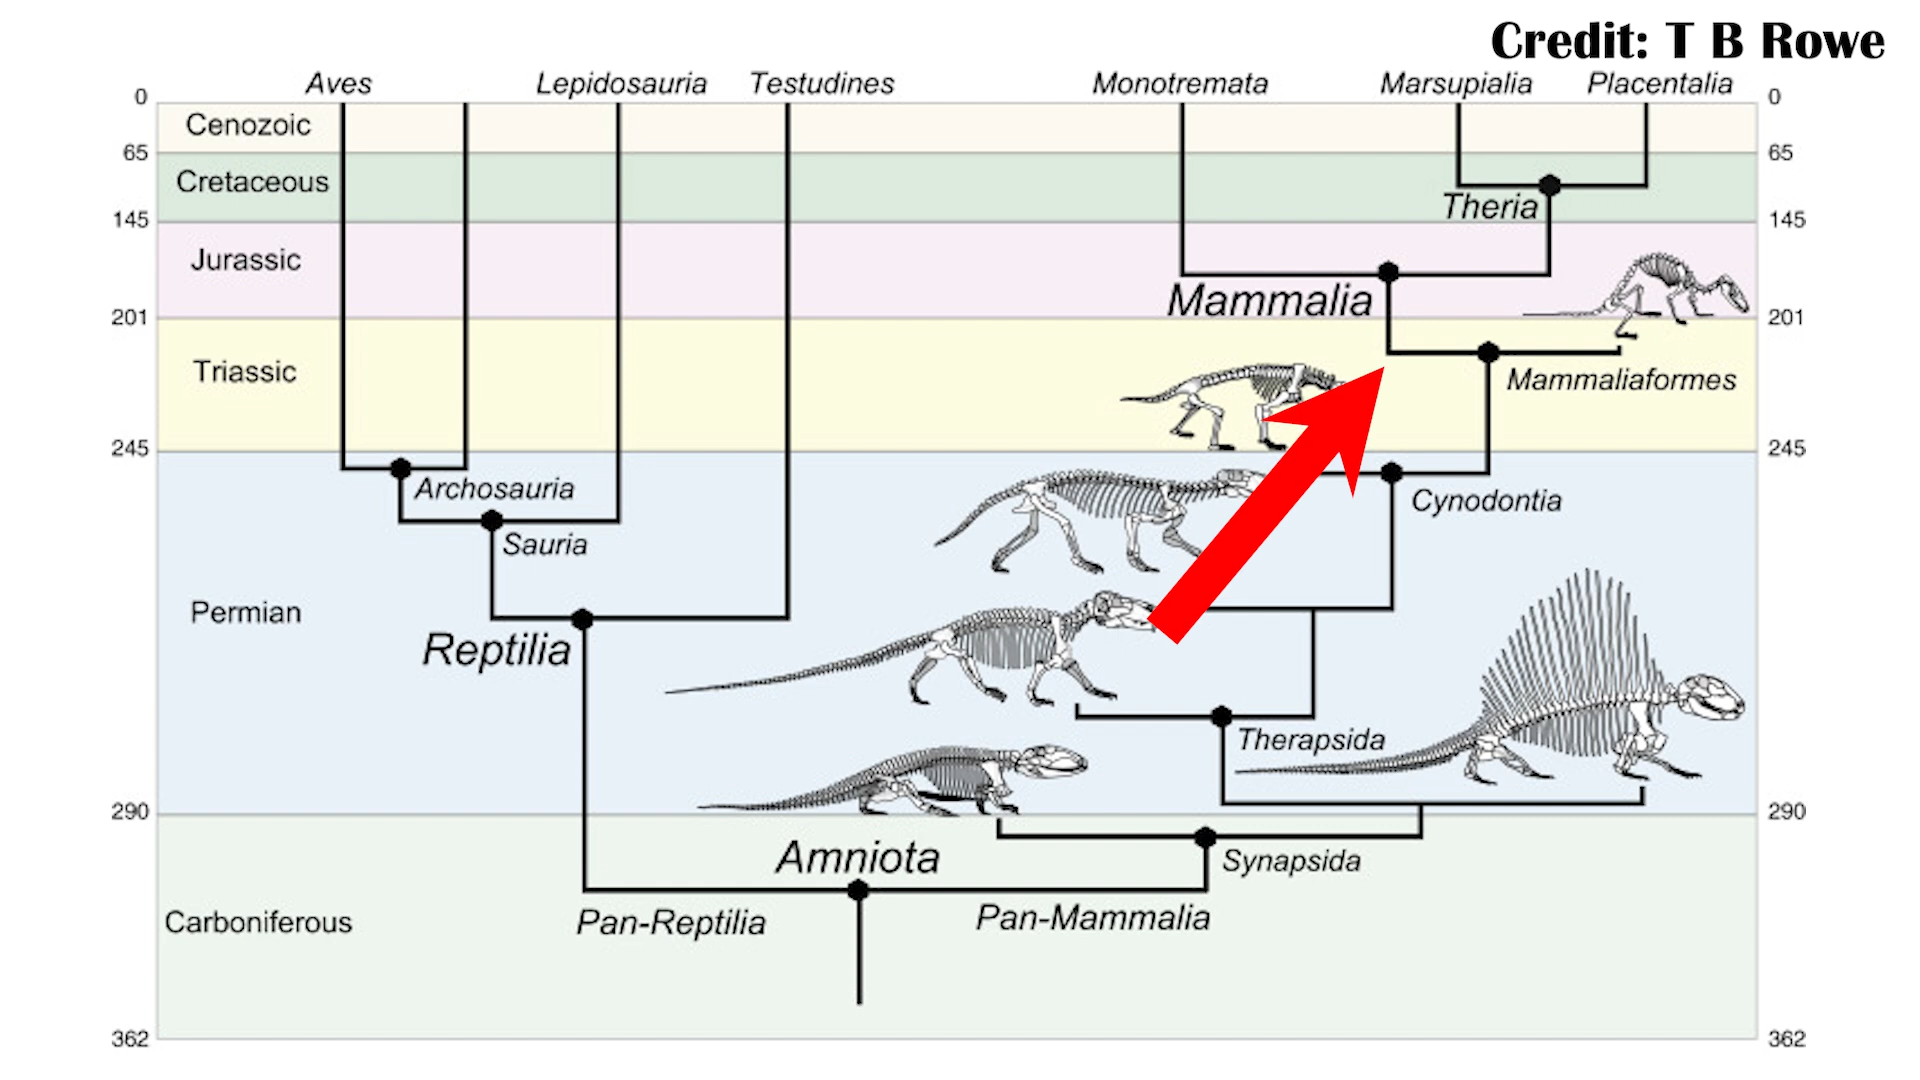 Credit: T B Rowe
Aves Lepidosauria Testudines Monotremata Marsupialia Placentalia
0 0
Cenozoic
65 65
Cretaceous
Theria
145 145
Jurassic
Mammalia
201 201
Triassic
Mammaliaformes
245 245
Archosauria
Cynodontia
Sauria
Permian
Reptilia
Therapsida
290 290
Amniota
Synapsida
Carboniferous
Pan-Reptilia Pan-Mammalia
362 362